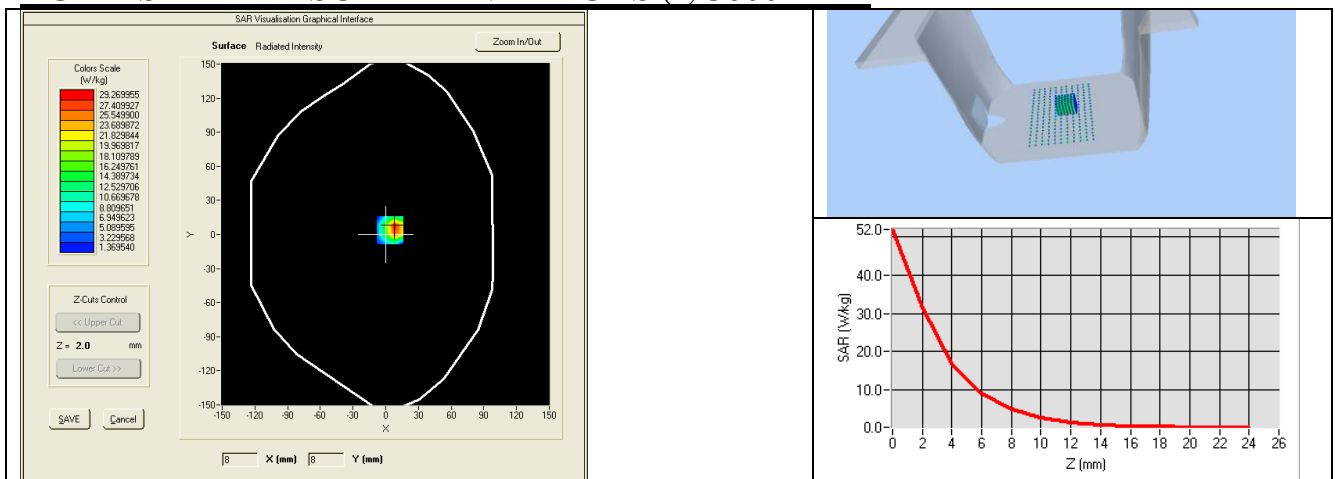 SAR Visualisation Graphical Interface
Surface Radiated Intensity
Zoom In/Out
Colors Scale
(W/kg)
29.269955
27.409927
25.549900
23.689872
21.829844
19.969817
18.109789
16.249761
14.389734
12.529706
10.669678
8.809651
6.949623
5.089595
3.229568
1.369540
Z-Cuts Control
<< Upper Cut
Z = 2.0 mm
Lower Cut >>
SAVE Cancel
150-
120-
90-
60-
30-
0-
-30-
-60-
-90-
-120-
-150-
Y
-150 -120 -90 -60 -30 0 30 60 90 120 150
X
8 X (mm) 8 Y (mm)
52.0-
40.0-
30.0-
20.0-
10.0-
0.0-
SAR (W/kg)
0 2 4 6 8 10 12 14 16 18 20 22 24 26
Z (mm)